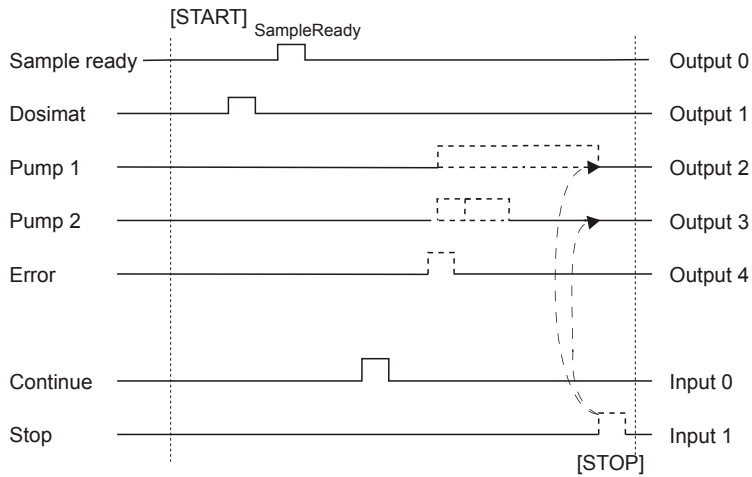 [START]
SampleReady
Sample ready Output 0
Dosimat Output 1
Pump 1 Output 2
Pump 2 Output 3
Error Output 4
Continue Input 0
Stop Input 1
[STOP]